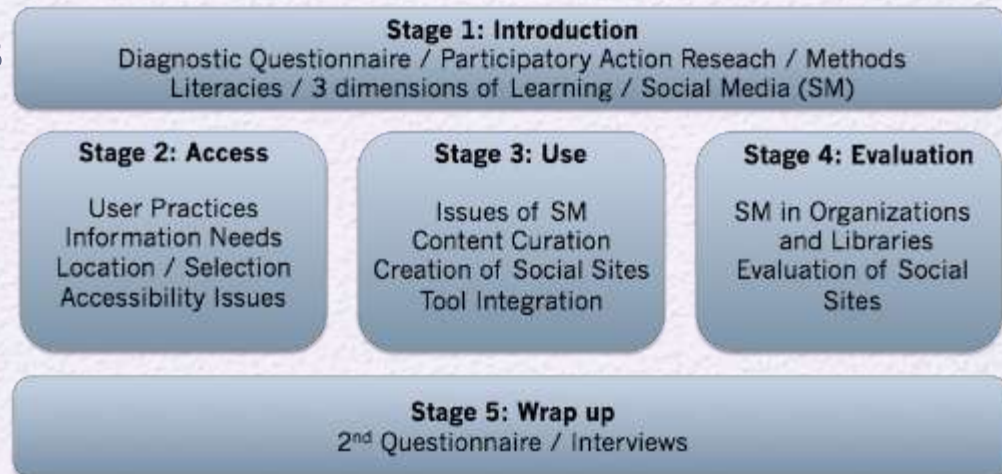 Stage 1: Introduction
Diagnostic Questionnaire / Participatory Action Reseach / Methods
Literacies / 3 dimensions of Learning / Social Media (SM)
Stage 2: Access
User Practices
Information Needs
Location / Selection
Accessibility Issues
Stage 3: Use
Issues of SM
Content Curation
Creation of Social Sites
Tool Integration
Stage 4: Evaluation
SM in Organizations
and Libraries
Evaluation of Social
Sites
Stage 5: Wrap up
2nd Questionnaire / Interviews